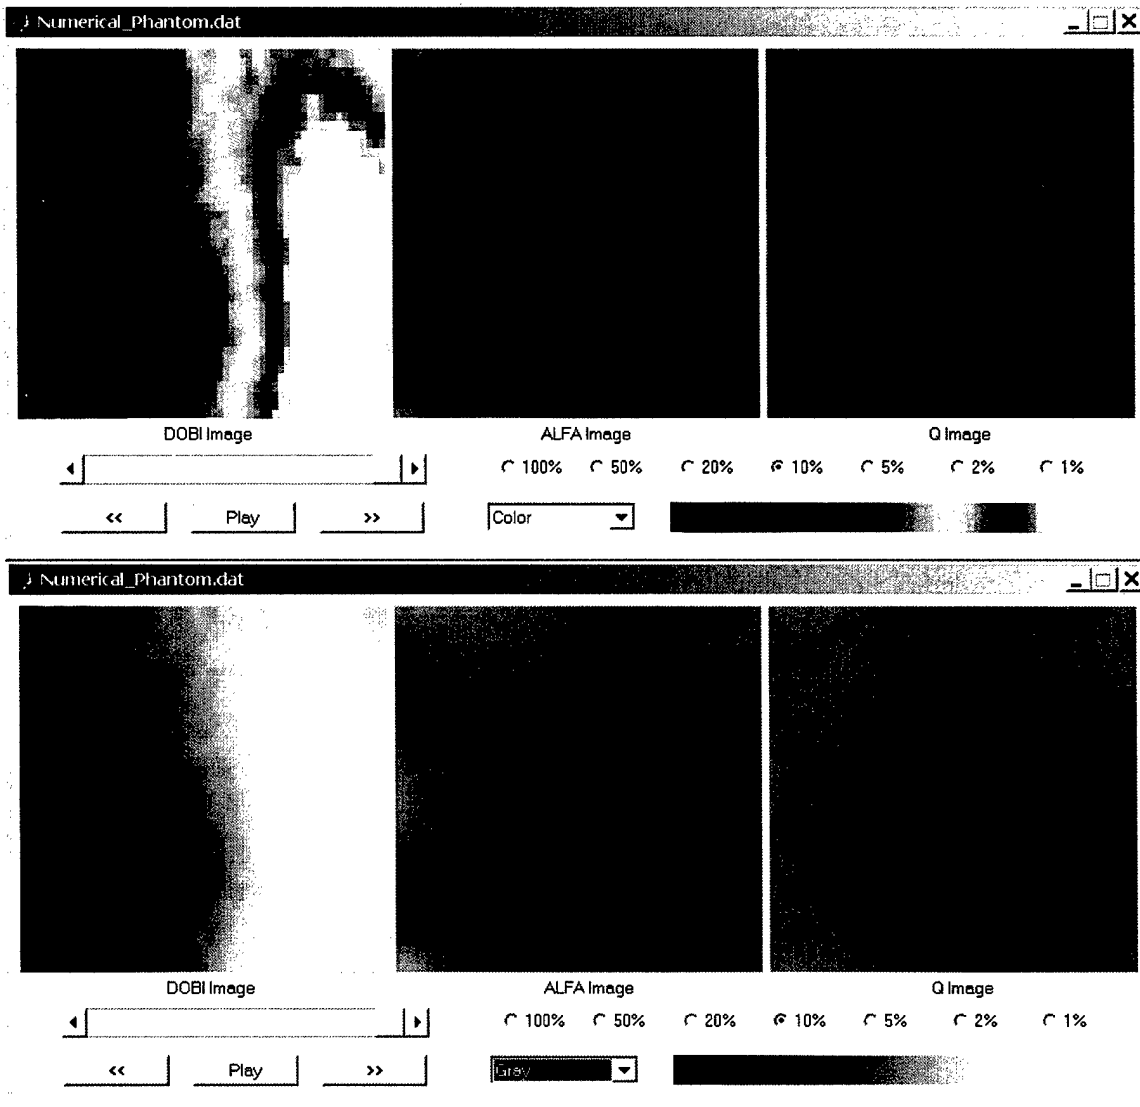 Numerical_Phantom.dat
DOBI Image ALFA Image Q Image
100% 50% 20% 10% 5% 2% 1%
<< Play >> Color
Numerical_Phantom.dat
DOBI Image ALFA Image Q Image
100% 50% 20% 10% 5% 2% 1%
<< Play >> Gray